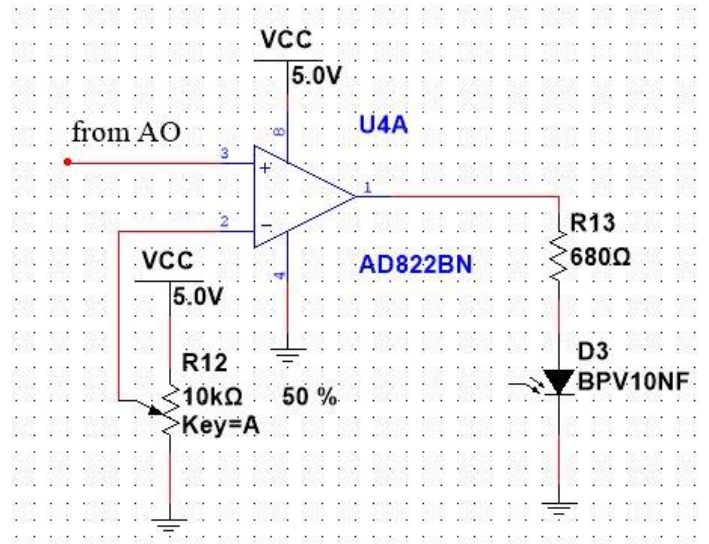 VCC
5.0V
from AO
8
U4A
3
+
1
2
−
4
AD822BN
R13
680Ω
VCC
5.0V
R12
10kΩ
50 %
Key=A
D3
BPV10NF